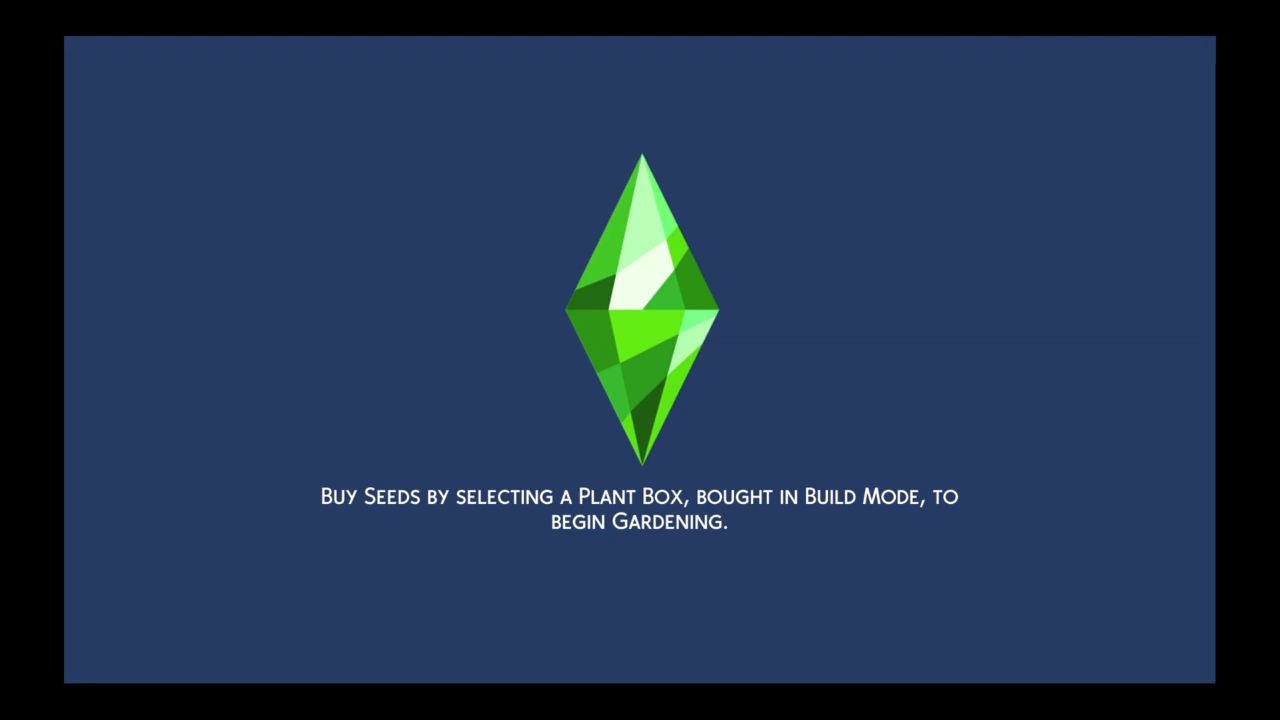 Buy Seeds by selecting a Plant Box, bought in Build Mode, to
begin Gardening.